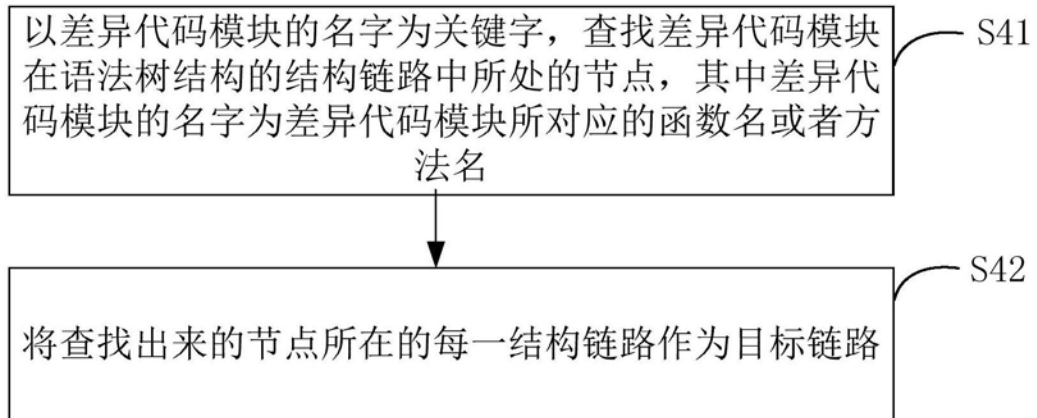 以差异代码模块的名字为关键字，查找差异代码模块
在语法树结构的结构链路中所处的节点，其中差异代
码模块的名字为差异代码模块所对应的函数名或者方
法名
S41
将查找出来的节点所在的每一结构链路作为目标链路
S42